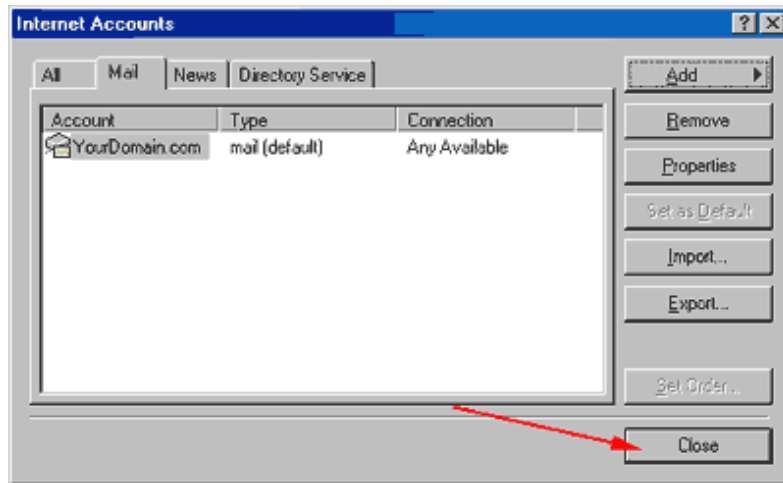 Internet Accounts
All Mail News Directory Service
Account Type Connection
YourDomain.com mail (default) Any Available
Add
Remove
Properties
Set as Default
Import...
Export...
Set Order...
Close